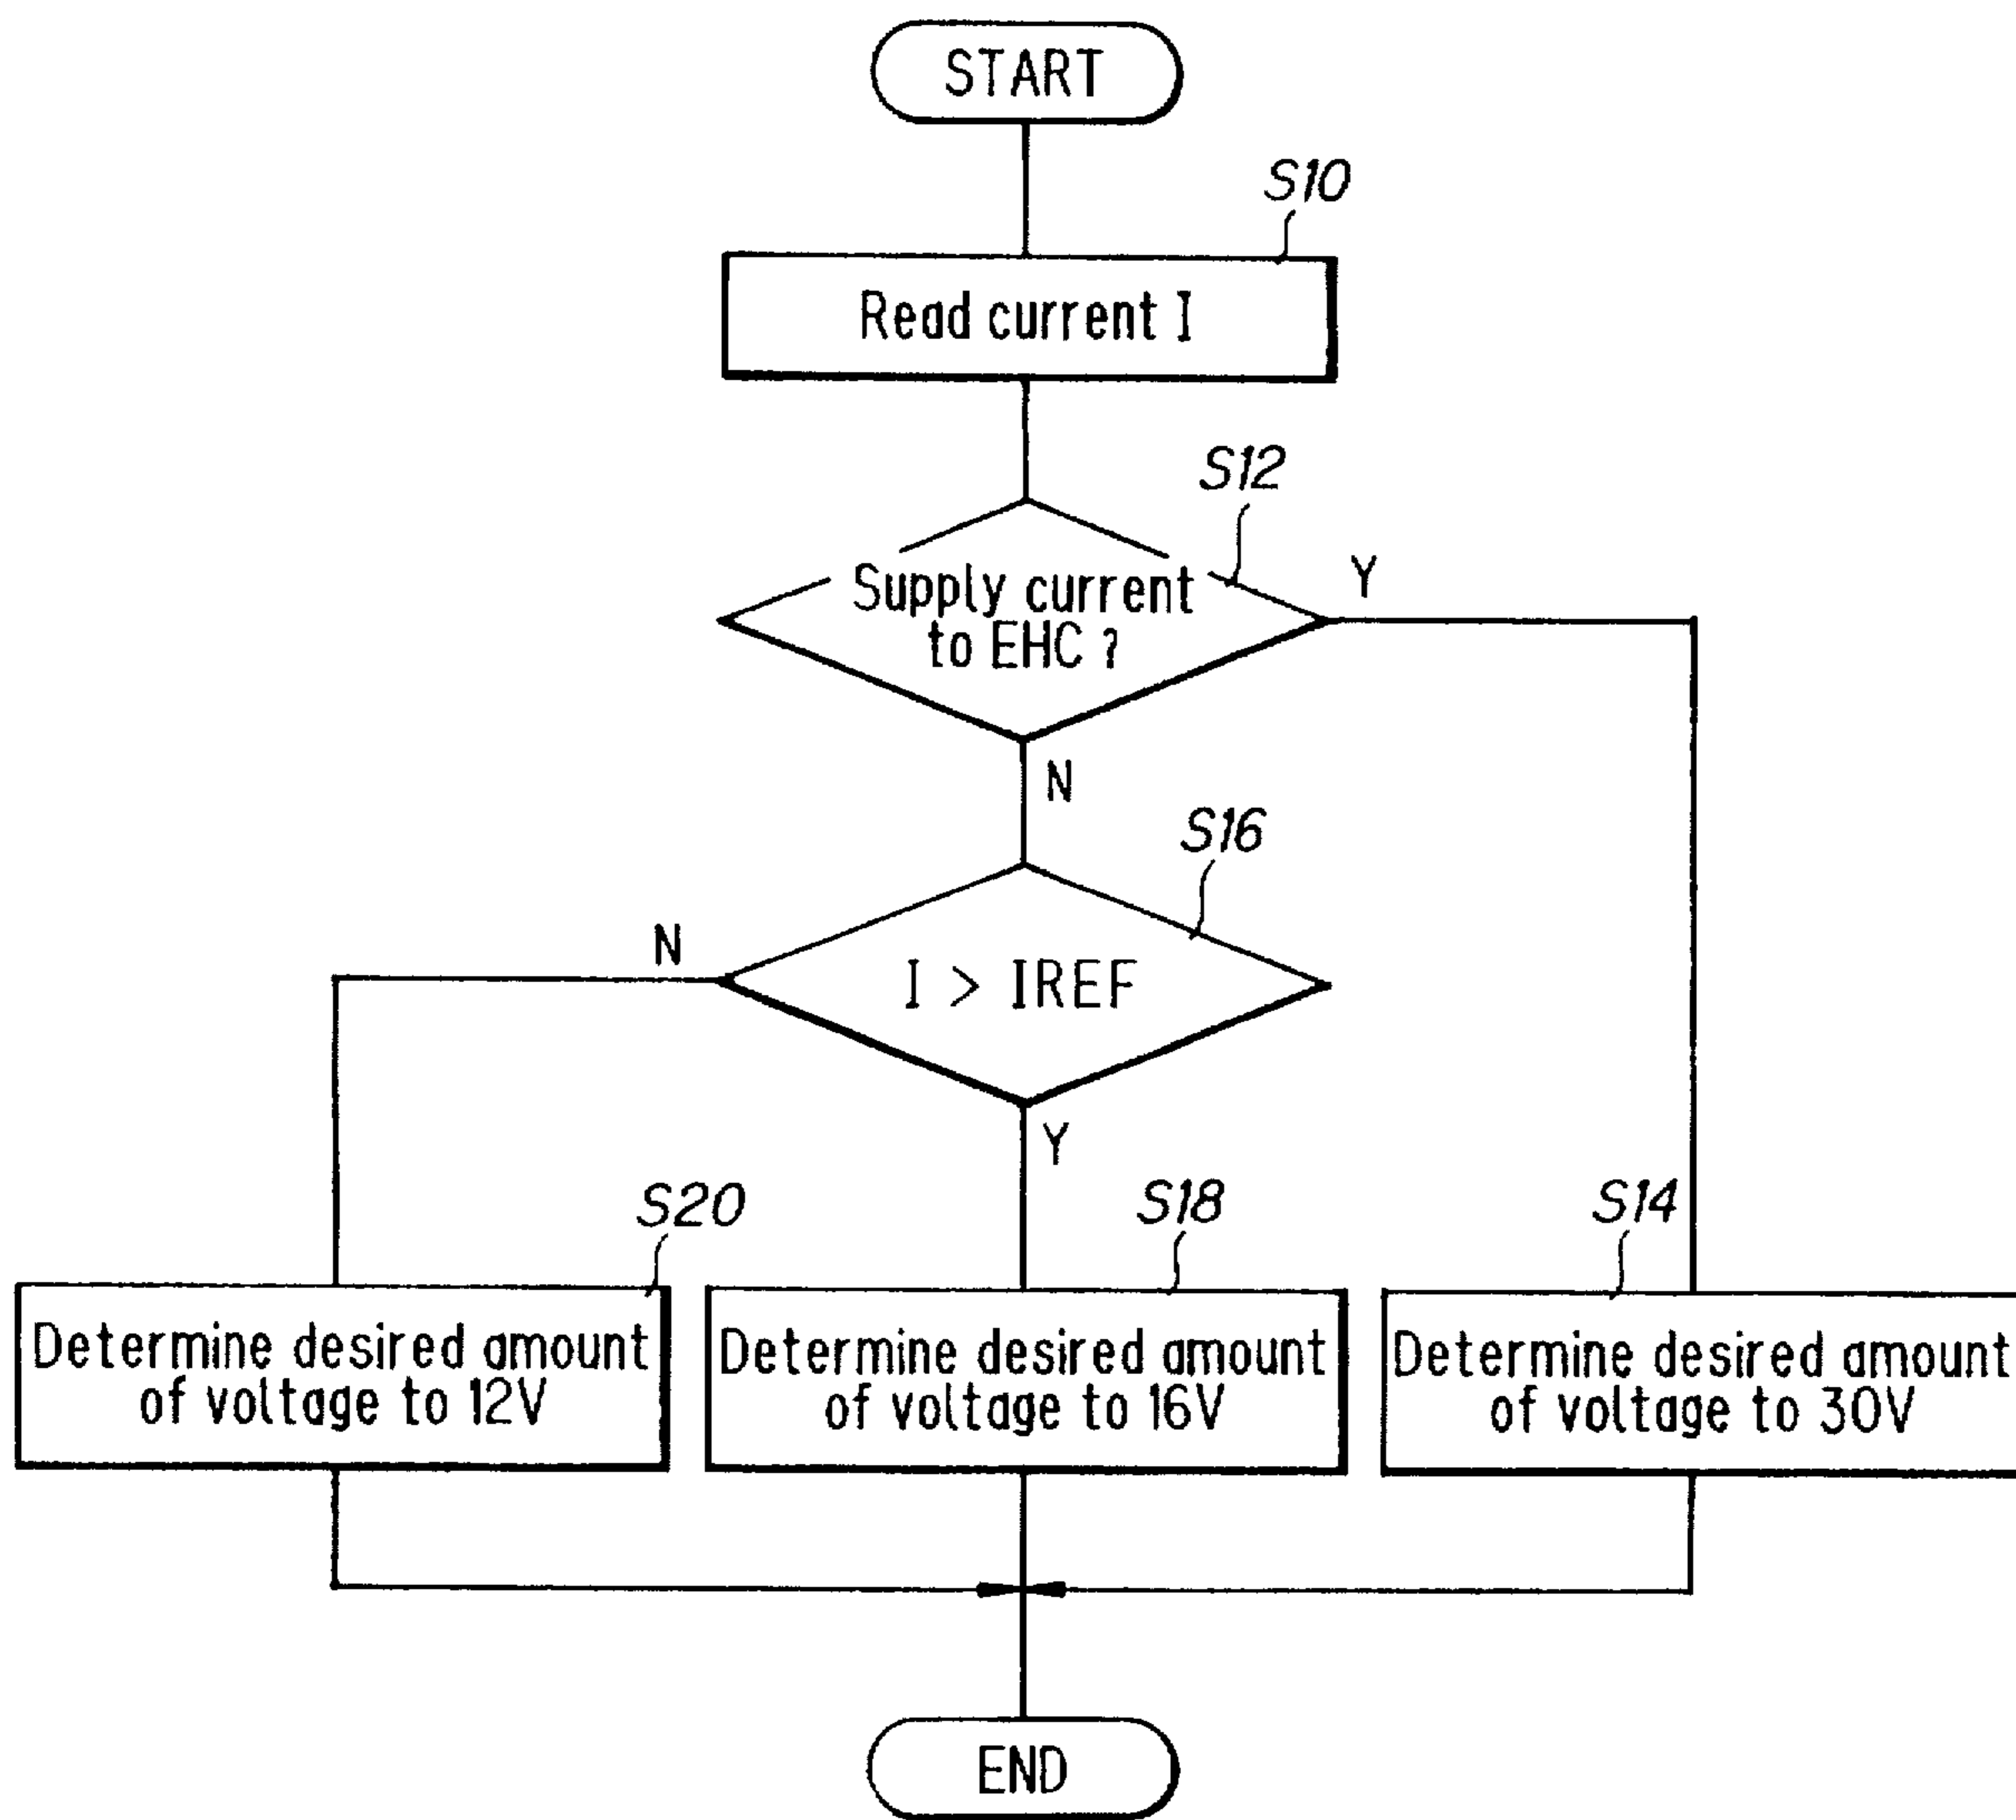 START
S10
Read current I
S12
Supply current
to EHC ?
Y
N
S16
I > IREF
N
Y
S20
Determine desired amount
of voltage to 12V
S18
Determine desired amount
of voltage to 16V
S14
Determine desired amount
of voltage to 30V
END